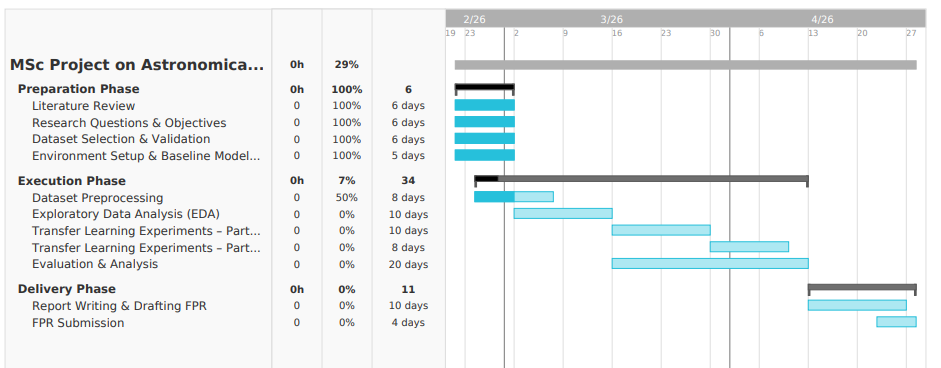 2/26 3/26 4/26
19 23 2 9 16 23 30 6 13 20 27
MSc Project on Astronomica... 0h 29%
Preparation Phase 0h 100% 6
Literature Review 0 100% 6 days
Research Questions & Objectives 0 100% 6 days
Dataset Selection & Validation 0 100% 6 days
Environment Setup & Baseline Model... 0 100% 5 days
Execution Phase 0h 7% 34
Dataset Preprocessing 0 50% 8 days
Exploratory Data Analysis (EDA) 0 0% 10 days
Transfer Learning Experiments – Part... 0 0% 10 days
Transfer Learning Experiments – Part... 0 0% 8 days
Evaluation & Analysis 0 0% 20 days
Delivery Phase 0h 0% 11
Report Writing & Drafting FPR 0 0% 10 days
FPR Submission 0 0% 4 days